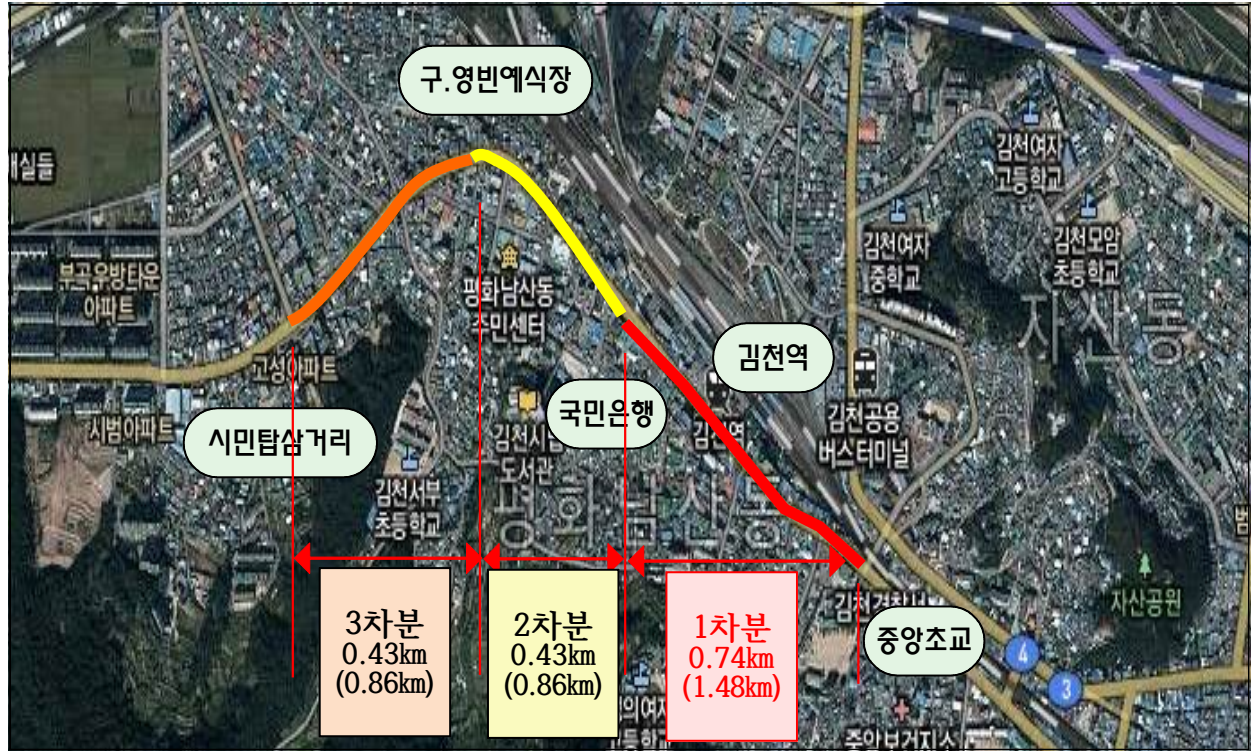 구.영빈예식장
김천여자
고등학교
부곡우방타운
아파트
김천여자
중학교
김천모암
초등학교
지산동
평화남산동
주민센터
김천역
고성아파트
국민은행
시범아파트
시민탑삼거리
김천시립
도서관
김천역
김천공용
버스터미널
김천서부
초등학교
평화남산동
자산공원
중앙초교
3차분
0.43km
(0.86km)
2차분
0.43km
(0.86km)
1차분
0.74km
(1.48km)
4
3